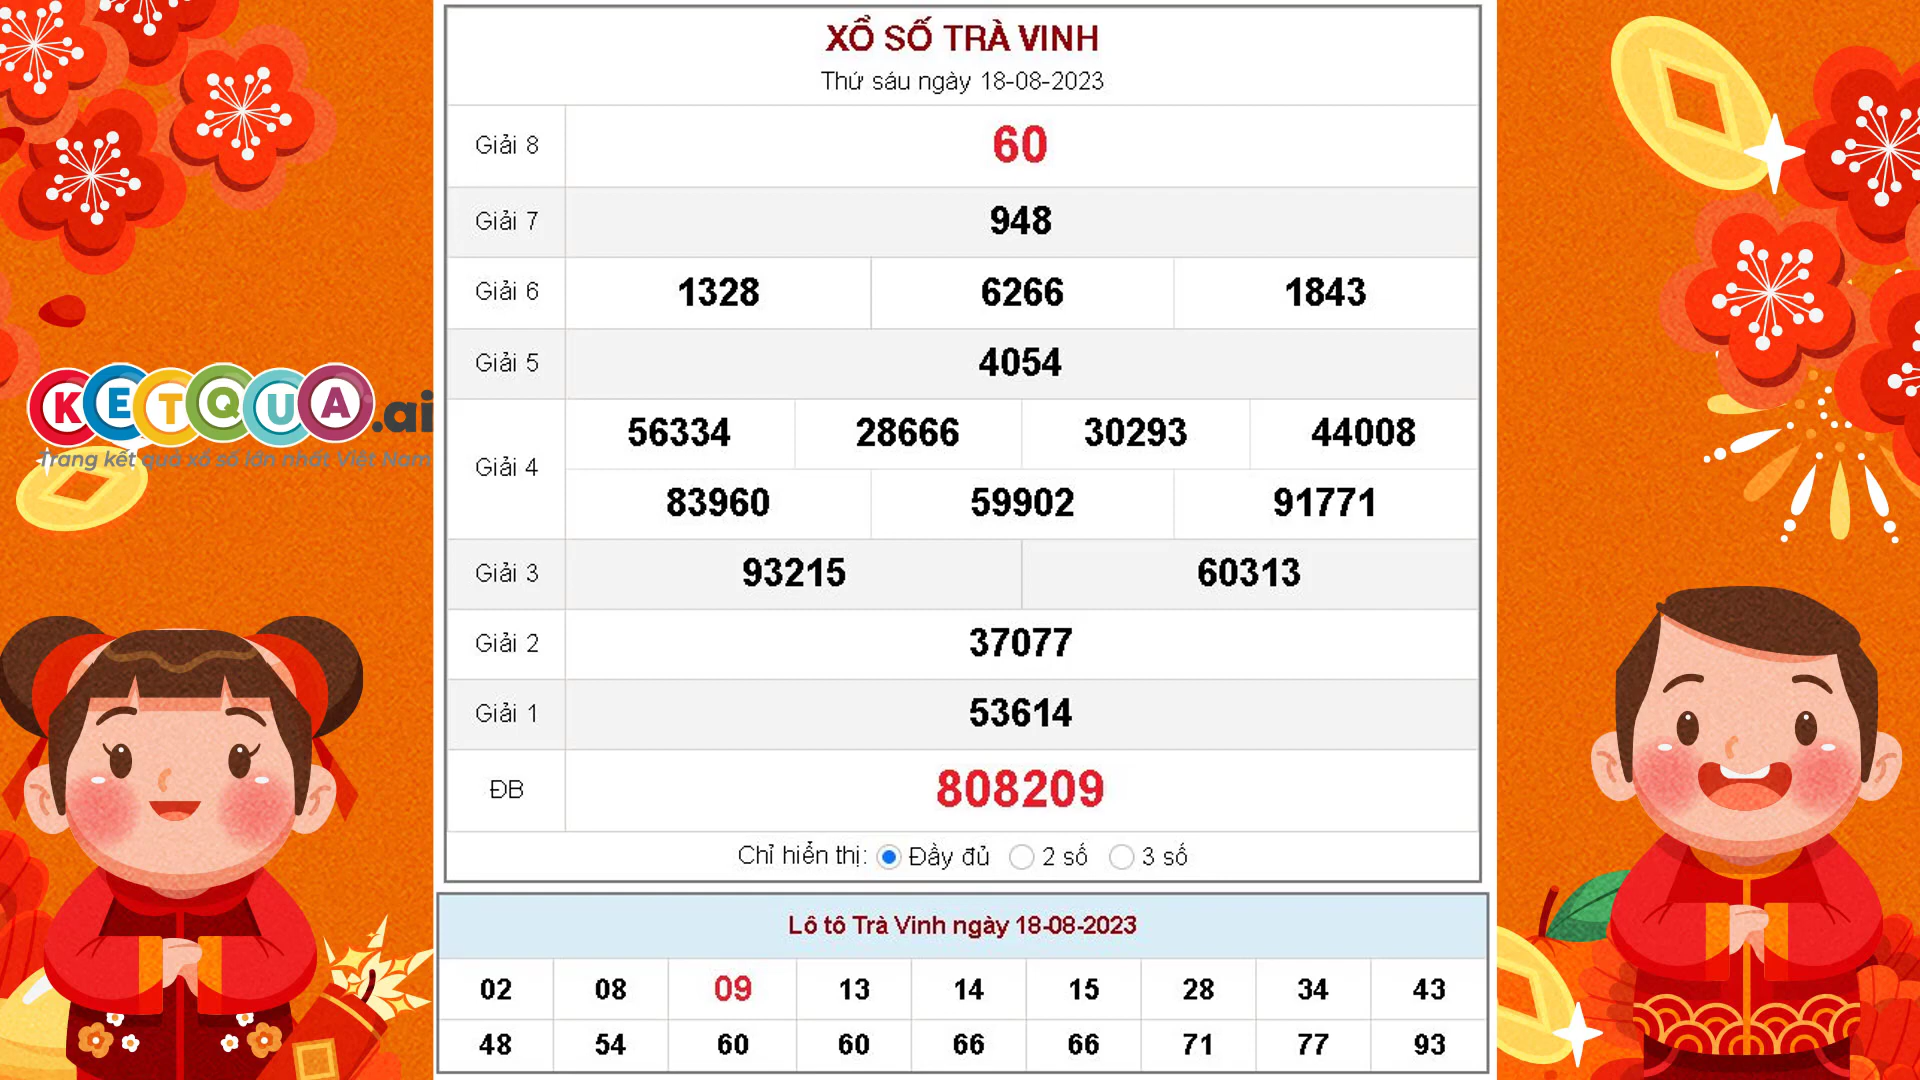 XỔ SỐ TRÀ VINH
Thứ sáu ngày 18-08-2023
Giải 8 60
Giải 7 948
Giải 6 1328 6266 1843
Giải 5 4054
Giải 4 56334 28666 30293 44008
83960 59902 91771
Giải 3 93215 60313
Giải 2 37077
Giải 1 53614
ĐB 808209
Chỉ hiển thị: Đầy đủ 2 số 3 số
Lô tô Trà Vinh ngày 18-08-2023
02 08 09 13 14 15 28 34 43
48 54 60 60 66 66 71 77 93
KETQUA.ai
Trang kết quả xổ số lớn nhất Việt Nam